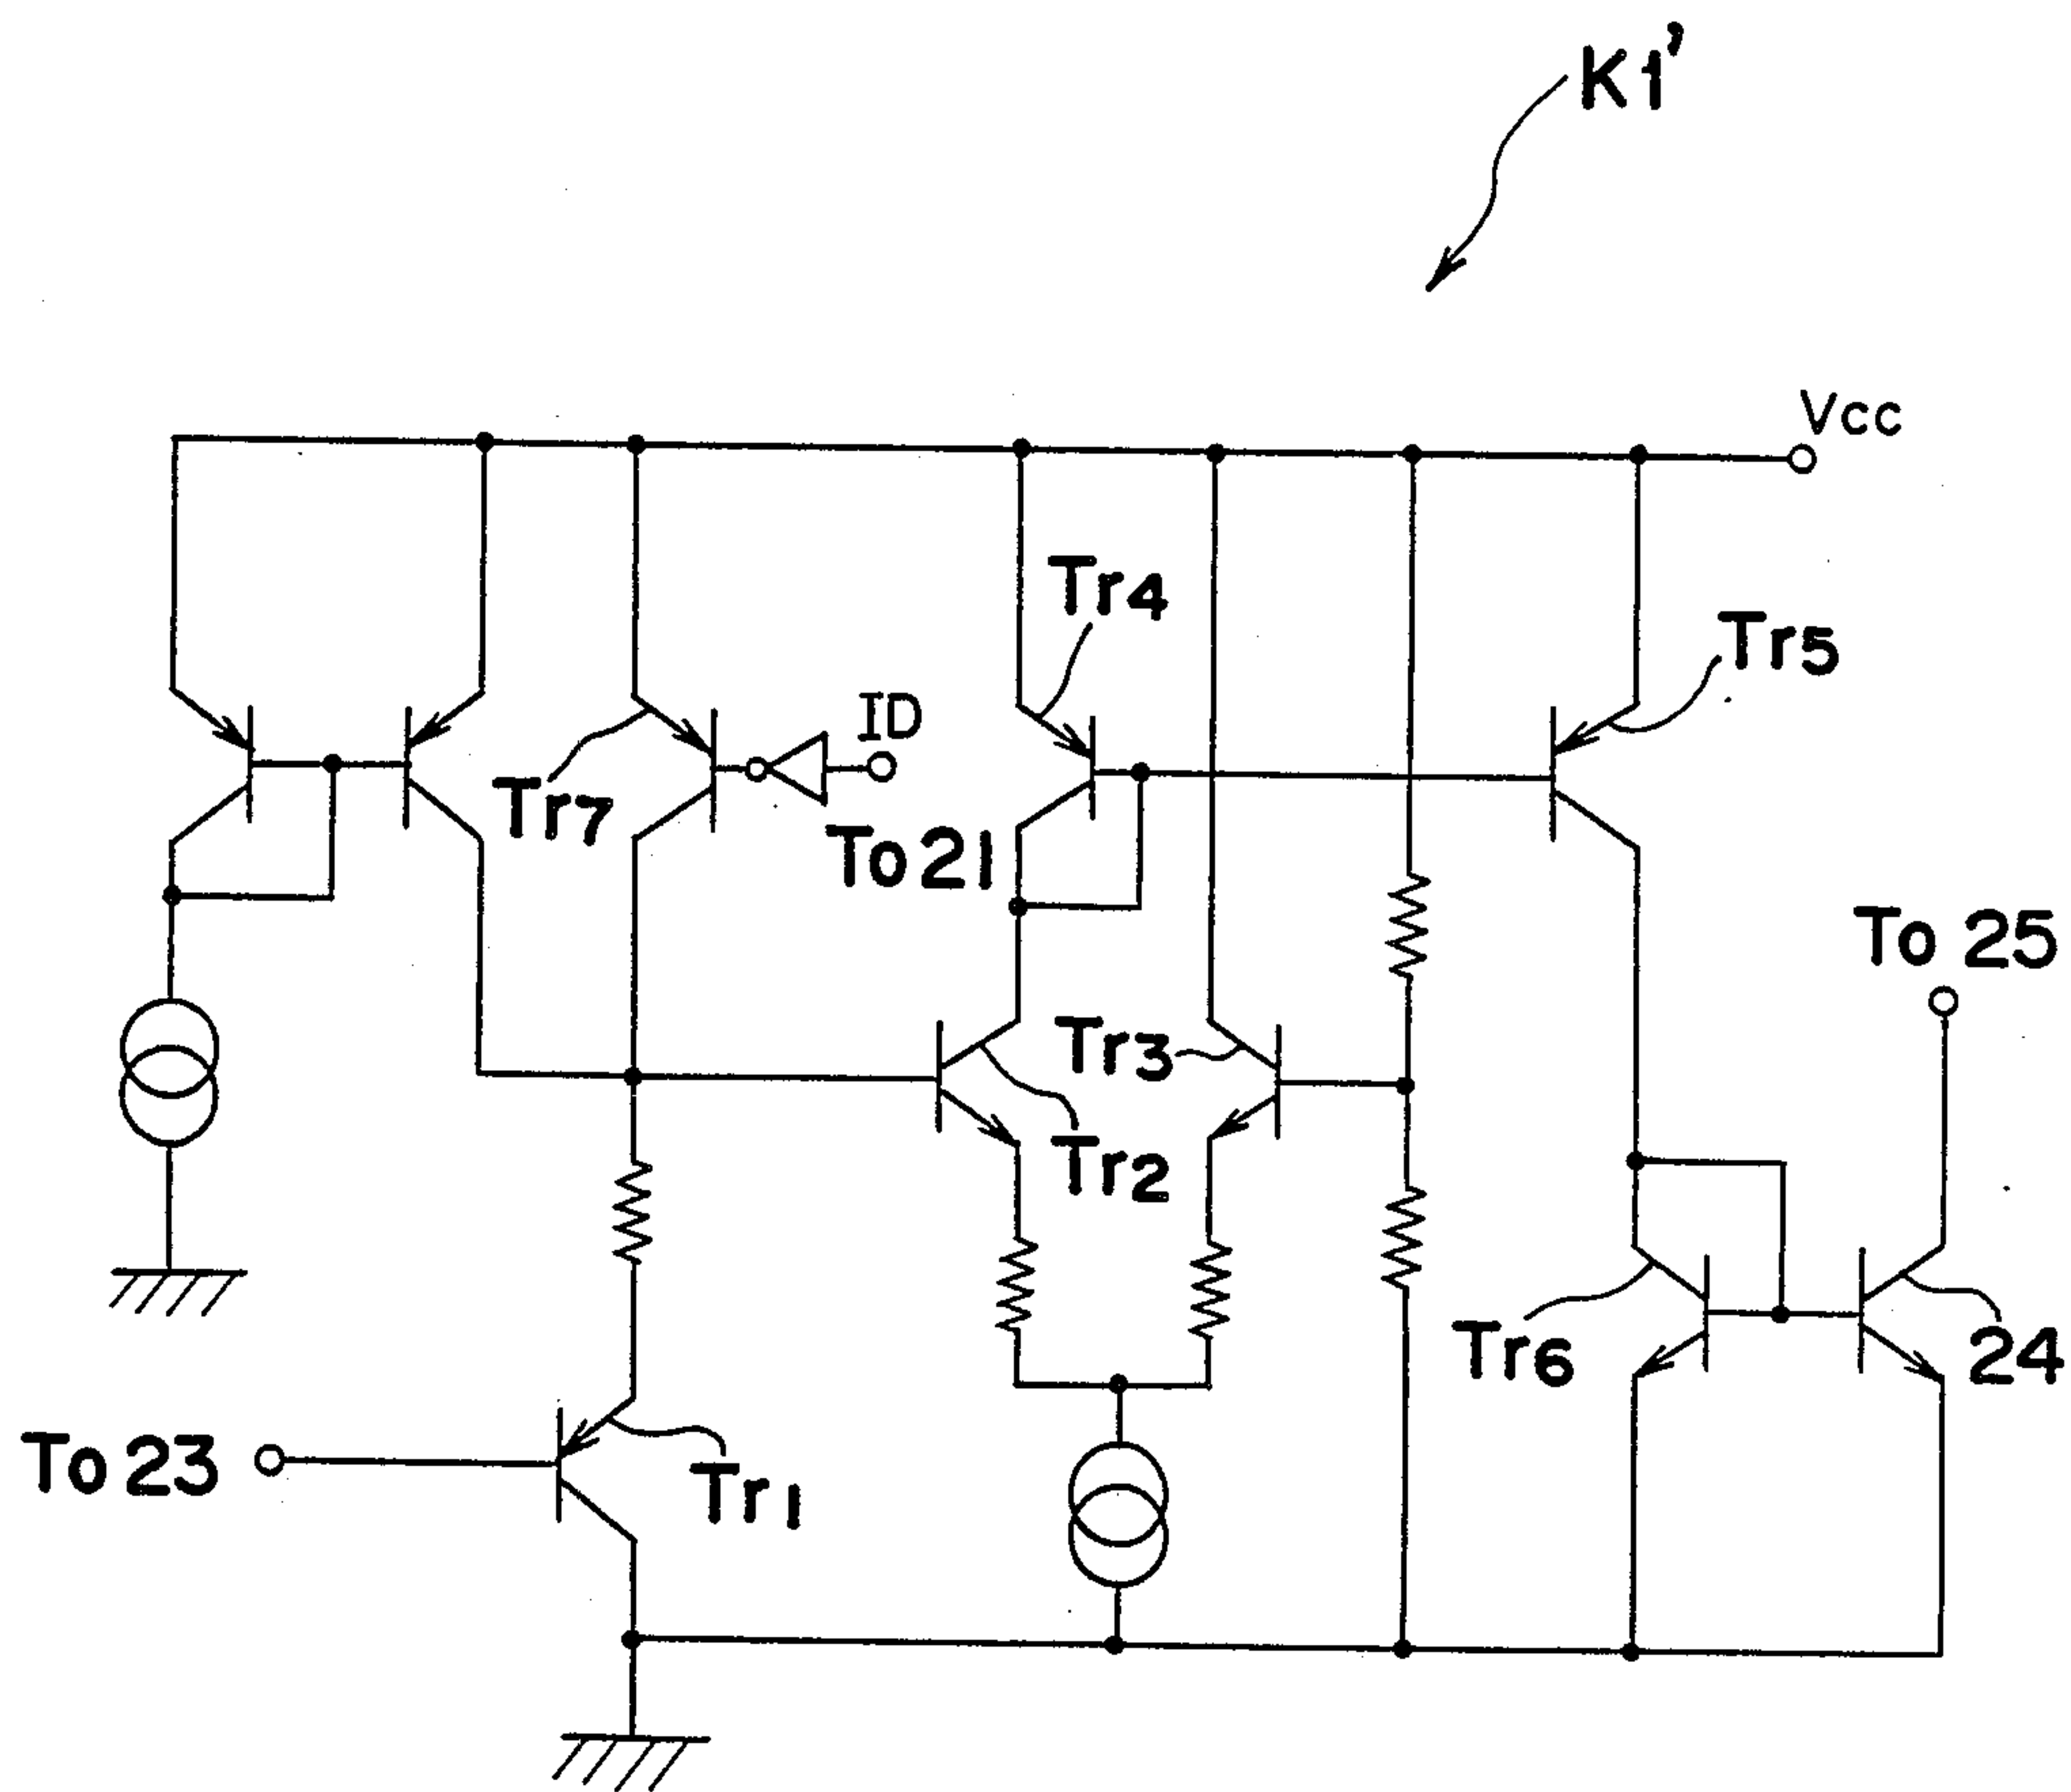 K1’
Vcc
Tr4
Tr5
ID
Tr7
To 21
To 25
Tr3
Tr2
Tr6
24
To 23
Tr1